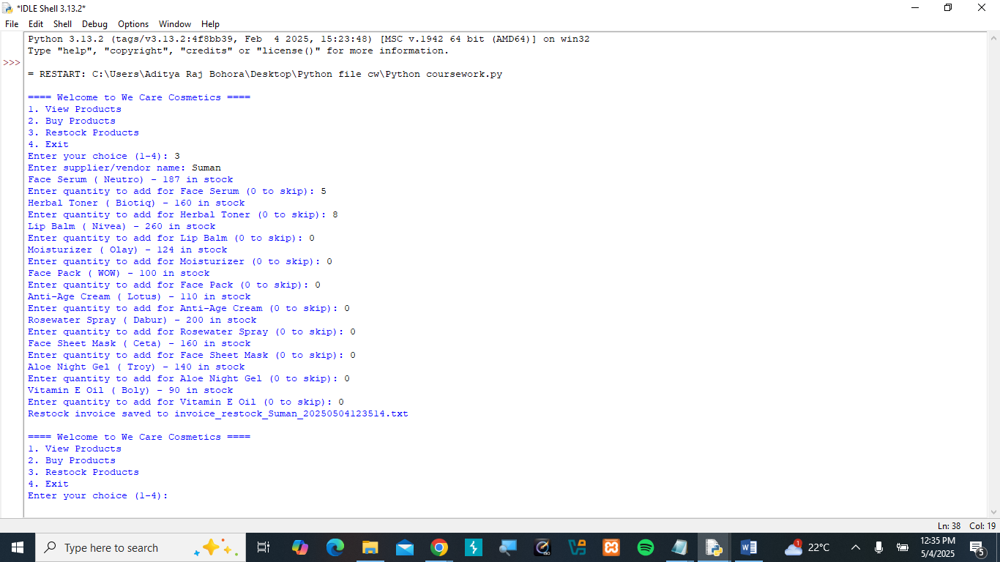 *IDLE Shell 3.13.2*
File Edit Shell Debug Options Window Help
Python 3.13.2 (tags/v3.13.2:4f8bb39, Feb  4 2025, 15:23:48) [MSC v.1942 64 bit (AMD64)] on win32
Type "help", "copyright", "credits" or "license()" for more information.
>>>
= RESTART: C:\Users\Aditya Raj Bohora\Desktop\Python file cw\Python coursework.py
==== Welcome to We Care Cosmetics ====
1. View Products
2. Buy Products
3. Restock Products
4. Exit
Enter your choice (1-4): 3
Enter supplier/vendor name: Suman
Face Serum ( Neutro) - 187 in stock
Enter quantity to add for Face Serum (0 to skip): 5
Herbal Toner ( Biotiq) - 160 in stock
Enter quantity to add for Herbal Toner (0 to skip): 8
Lip Balm ( Nivea) - 260 in stock
Enter quantity to add for Lip Balm (0 to skip): 0
Moisturizer ( Olay) - 124 in stock
Enter quantity to add for Moisturizer (0 to skip): 0
Face Pack ( WOW) - 100 in stock
Enter quantity to add for Face Pack (0 to skip): 0
Anti-Age Cream ( Lotus) - 110 in stock
Enter quantity to add for Anti-Age Cream (0 to skip): 0
Rosewater Spray ( Dabur) - 200 in stock
Enter quantity to add for Rosewater Spray (0 to skip): 0
Face Sheet Mask ( Ceta) - 160 in stock
Enter quantity to add for Face Sheet Mask (0 to skip): 0
Aloe Night Gel ( Troy) - 140 in stock
Enter quantity to add for Aloe Night Gel (0 to skip): 0
Vitamin E Oil ( Boly) - 90 in stock
Enter quantity to add for Vitamin E Oil (0 to skip): 0
Restock invoice saved to invoice_restock_Suman_20250504123514.txt
==== Welcome to We Care Cosmetics ====
1. View Products
2. Buy Products
3. Restock Products
4. Exit
Enter your choice (1-4):
Ln: 38 Col: 19
Type here to search
1
22°C
12:35 PM
5/4/2025
5